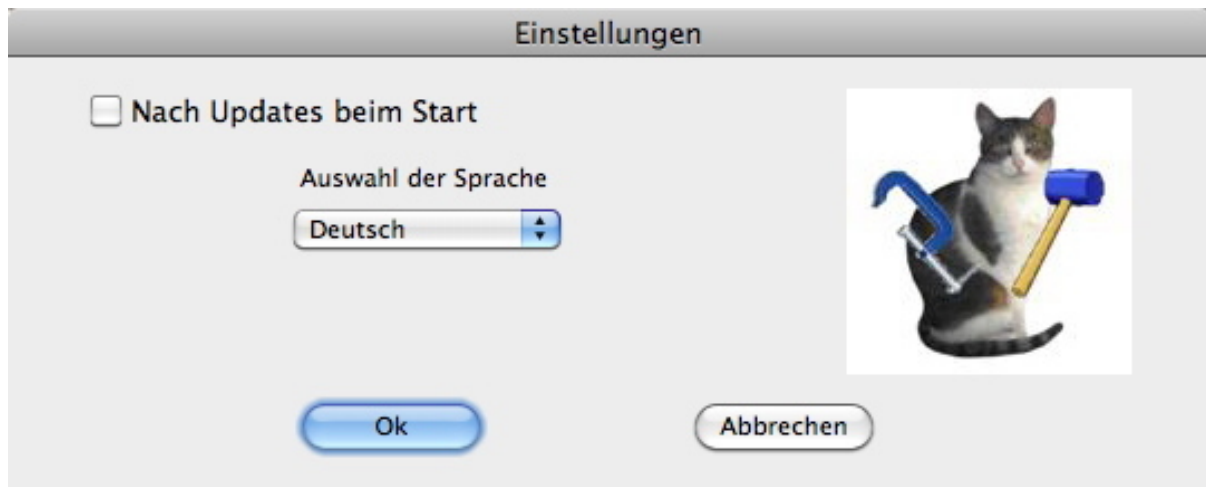 Einstellungen
Nach Updates beim Start
Auswahl der Sprache
Deutsch
Ok
Abbrechen